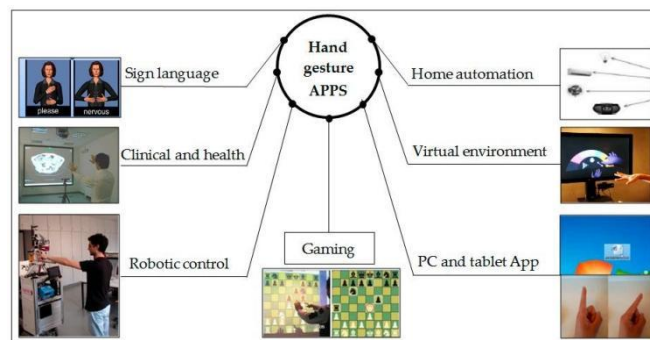 Hand
gesture
APPS
Sign language
please
nervous
Clinical and health
Robotic control
Gaming
Home automation
Virtual environment
PC and tablet App